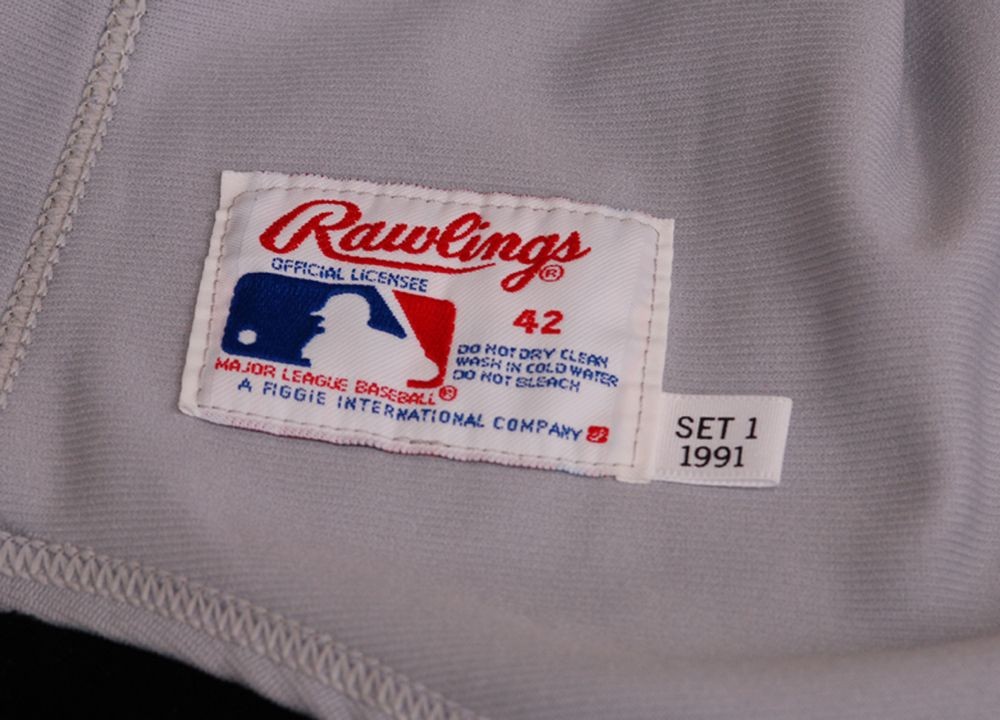 Rawlings®
OFFICIAL LICENSEE
42
DO NOT DRY CLEAN
WASH IN COLD WATER
DO NOT BLEACH
MAJOR LEAGUE BASEBALL®
A FIGGIE INTERNATIONAL COMPANY
SET 1
1991